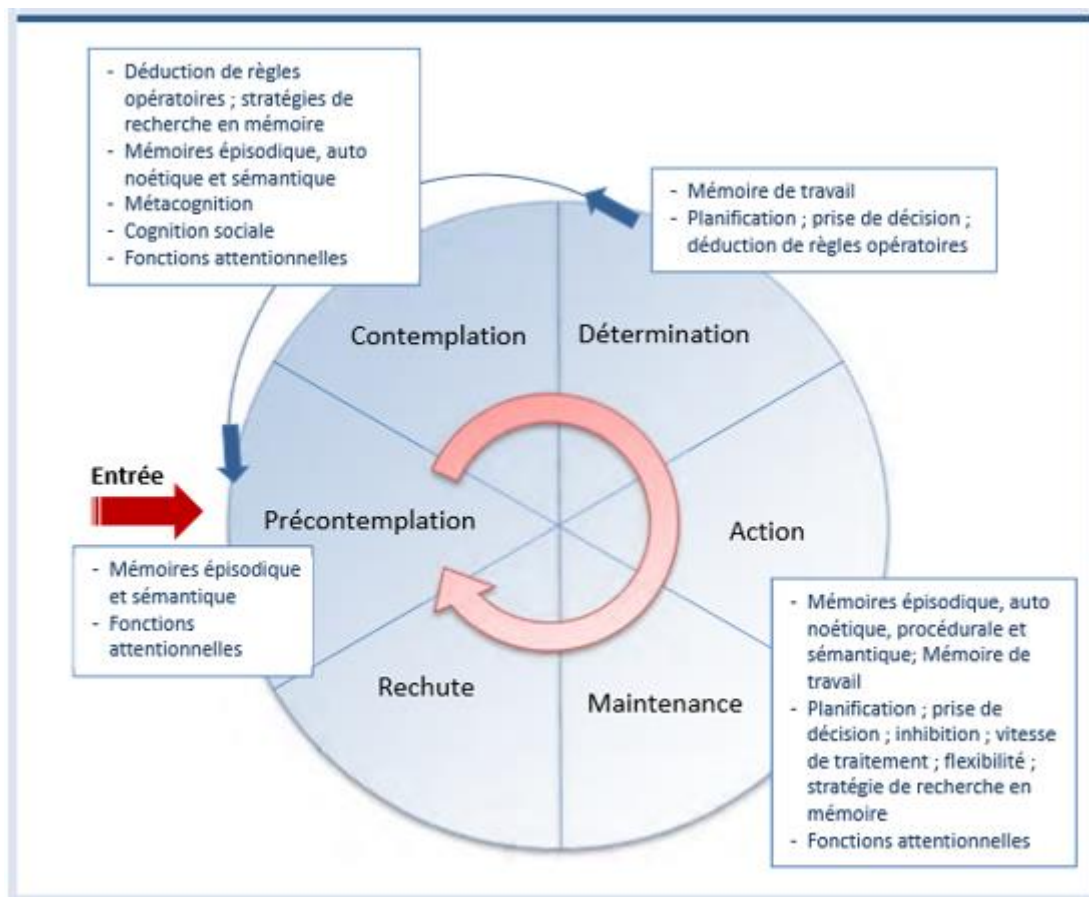 - Déduction de règles
opératoires ; stratégies de
recherche en mémoire
- Mémoires épisodique, auto
noétique et sémantique
- Métacognition
- Cognition sociale
- Fonctions attentionnelles
- Mémoire de travail
- Planification ; prise de décision ;
déduction de règles opératoires
Contemplation
Détermination
Entrée
Précontemplation
Action
- Mémoires épisodique
et sémantique
- Fonctions
attentionnelles
Rechute
Maintenance
- Mémoires épisodique, auto
noétique, procédurale et
sémantique; Mémoire de
travail
- Planification ; prise de
décision ; inhibition ; vitesse
de traitement ; flexibilité ;
stratégie de recherche en
mémoire
- Fonctions attentionnelles